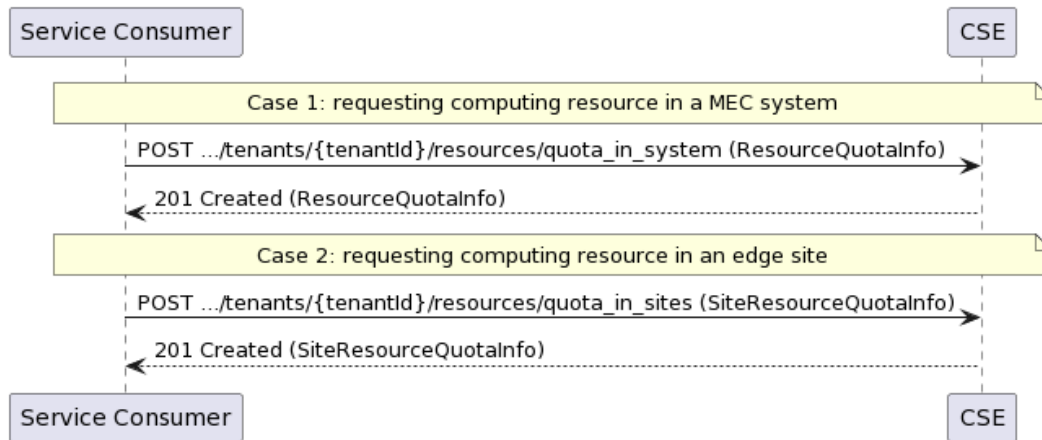 Service Consumer
CSE
Case 1: requesting computing resource in a MEC system
POST .../tenants/{tenantId}/resources/quota_in_system (ResourceQuotaInfo)
201 Created (ResourceQuotaInfo)
Case 2: requesting computing resource in an edge site
POST .../tenants/{tenantId}/resources/quota_in_sites (SiteResourceQuotaInfo)
201 Created (SiteResourceQuotaInfo)
Service Consumer
CSE